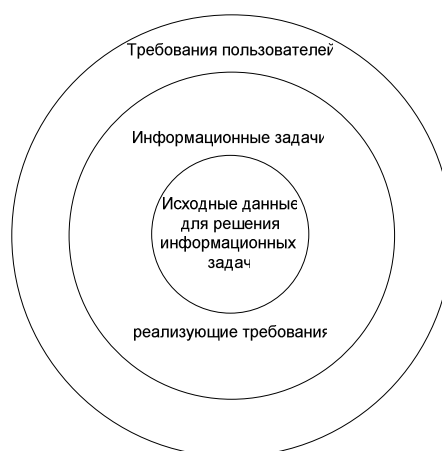 Требования пользователей
Информационные задачи
Исходные данные
для решения
информационных
задач
реализующие требования